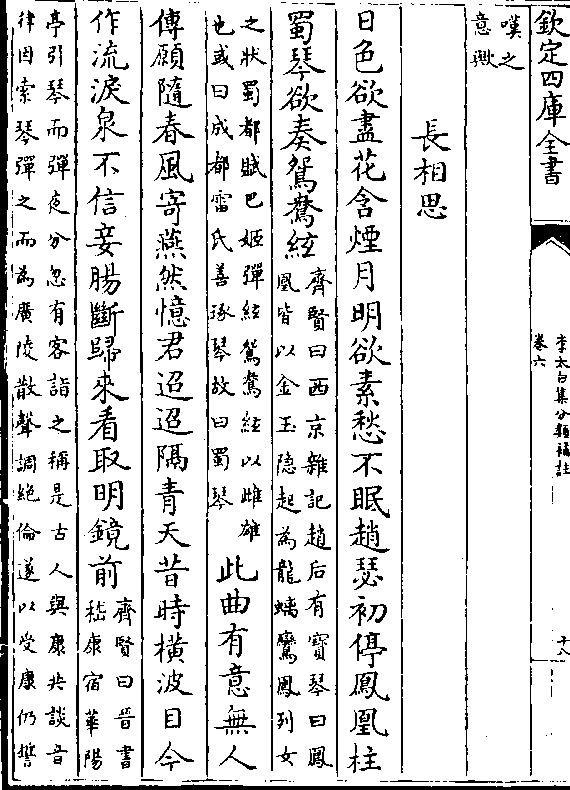 欽定四庫全書
李太白集分類補註
卷六
十八
嘆之
意歟
長相思
日色欲盡花含煙月明欲素愁不眠趙瑟初停鳳凰柱
蜀琴欲奏鴛鴦絃
齊賢曰西京雜記趙后有寶琴曰鳳
凰皆以金玉隱起為龍螭鸞鳳列女
之狀蜀都賦巴姬彈絃鴛鴦絃以雌雄
也或曰成都雷氏善琢琴故曰蜀琴
此曲有意無人
傳願隨春風寄燕然憶君迢迢隔青天昔時橫波目今
作流淚泉不信妾腸斷歸來看取明鏡前
齊賢曰晉書
嵇康宿華陽
亭引琴而彈夜分忽有客詣之稱是古人與康共談音
律因索琴彈之而為廣陵散聲調絕倫遂以受康仍誓